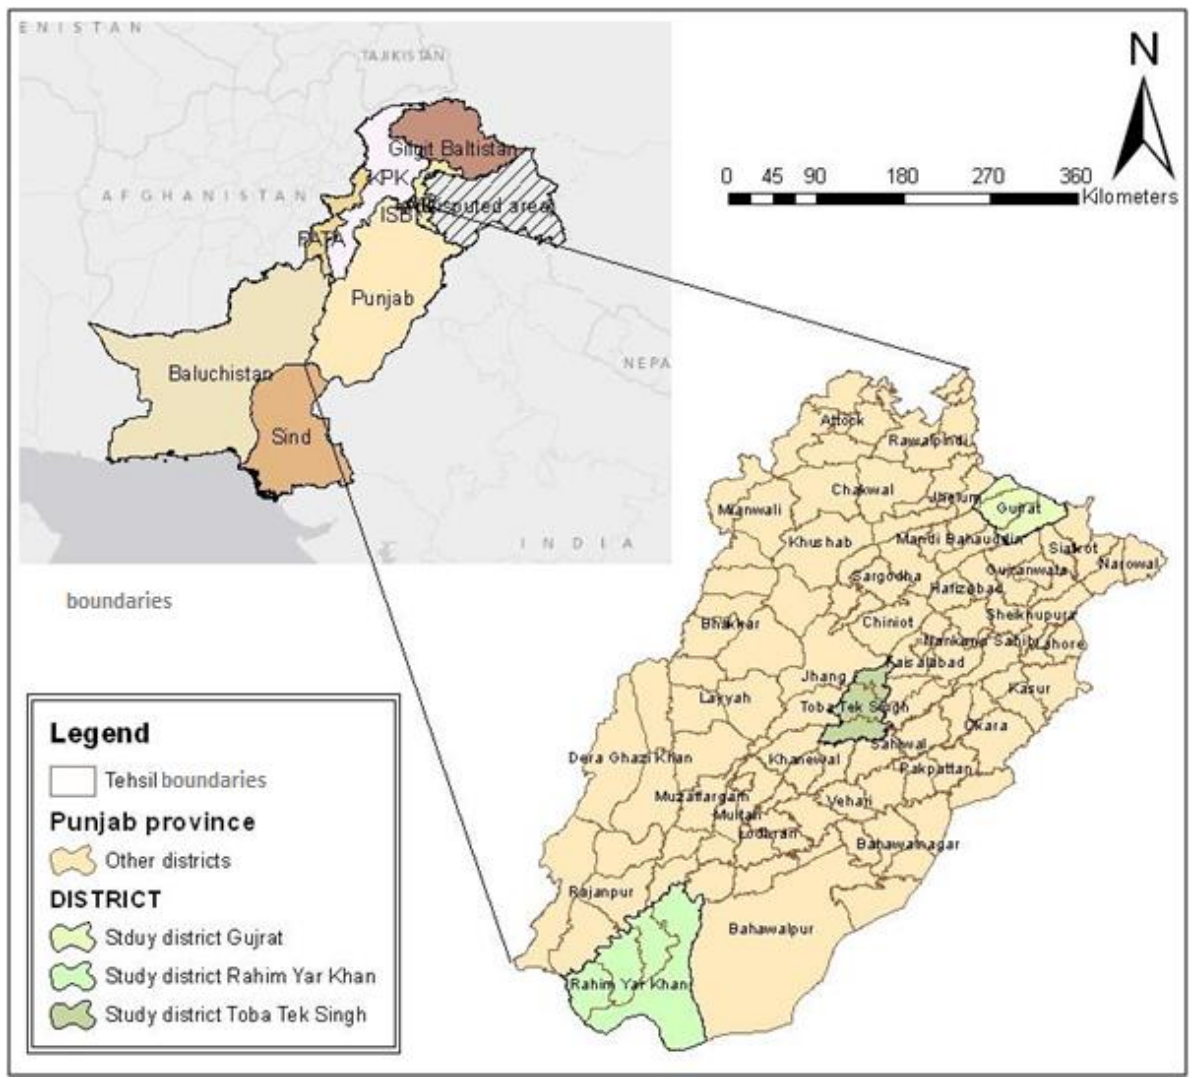 ENISTAN
TAJIKISTAN
AFGHANISTAN
Gilgit Baltistan
KPK
Disputed area
ISB
FATA
Punjab
Baluchistan
Sind
NEPA
INDIA
N
0 45 90 180 270 360
Kilometers
Attock
Rawalpindi
Chakwal
Jhelum
Gujrat
Mianwali
Khushab
Mandi Bahauddin
Sialkot
Narowal
Sargodha
Gujranwala
Hafizabad
Bhakkar
Chiniot
Sheikhupura
Nankana Sahib
Lahore
Faisalabad
Jhang
Kasur
Layyah
Toba Tek Singh
Okara
Sahiwal
Dera Ghazi Khan
Khanewal
Pakpattan
Muzaffargarh
Multan
Vehari
Lodhran
Bahawalnagar
Rajanpur
Bahawalpur
Rahim Yar Khan
boundaries
Legend
Tehsil boundaries
Punjab province
Other districts
DISTRICT
Stduy district Gujrat
Study district Rahim Yar Khan
Study district Toba Tek Singh